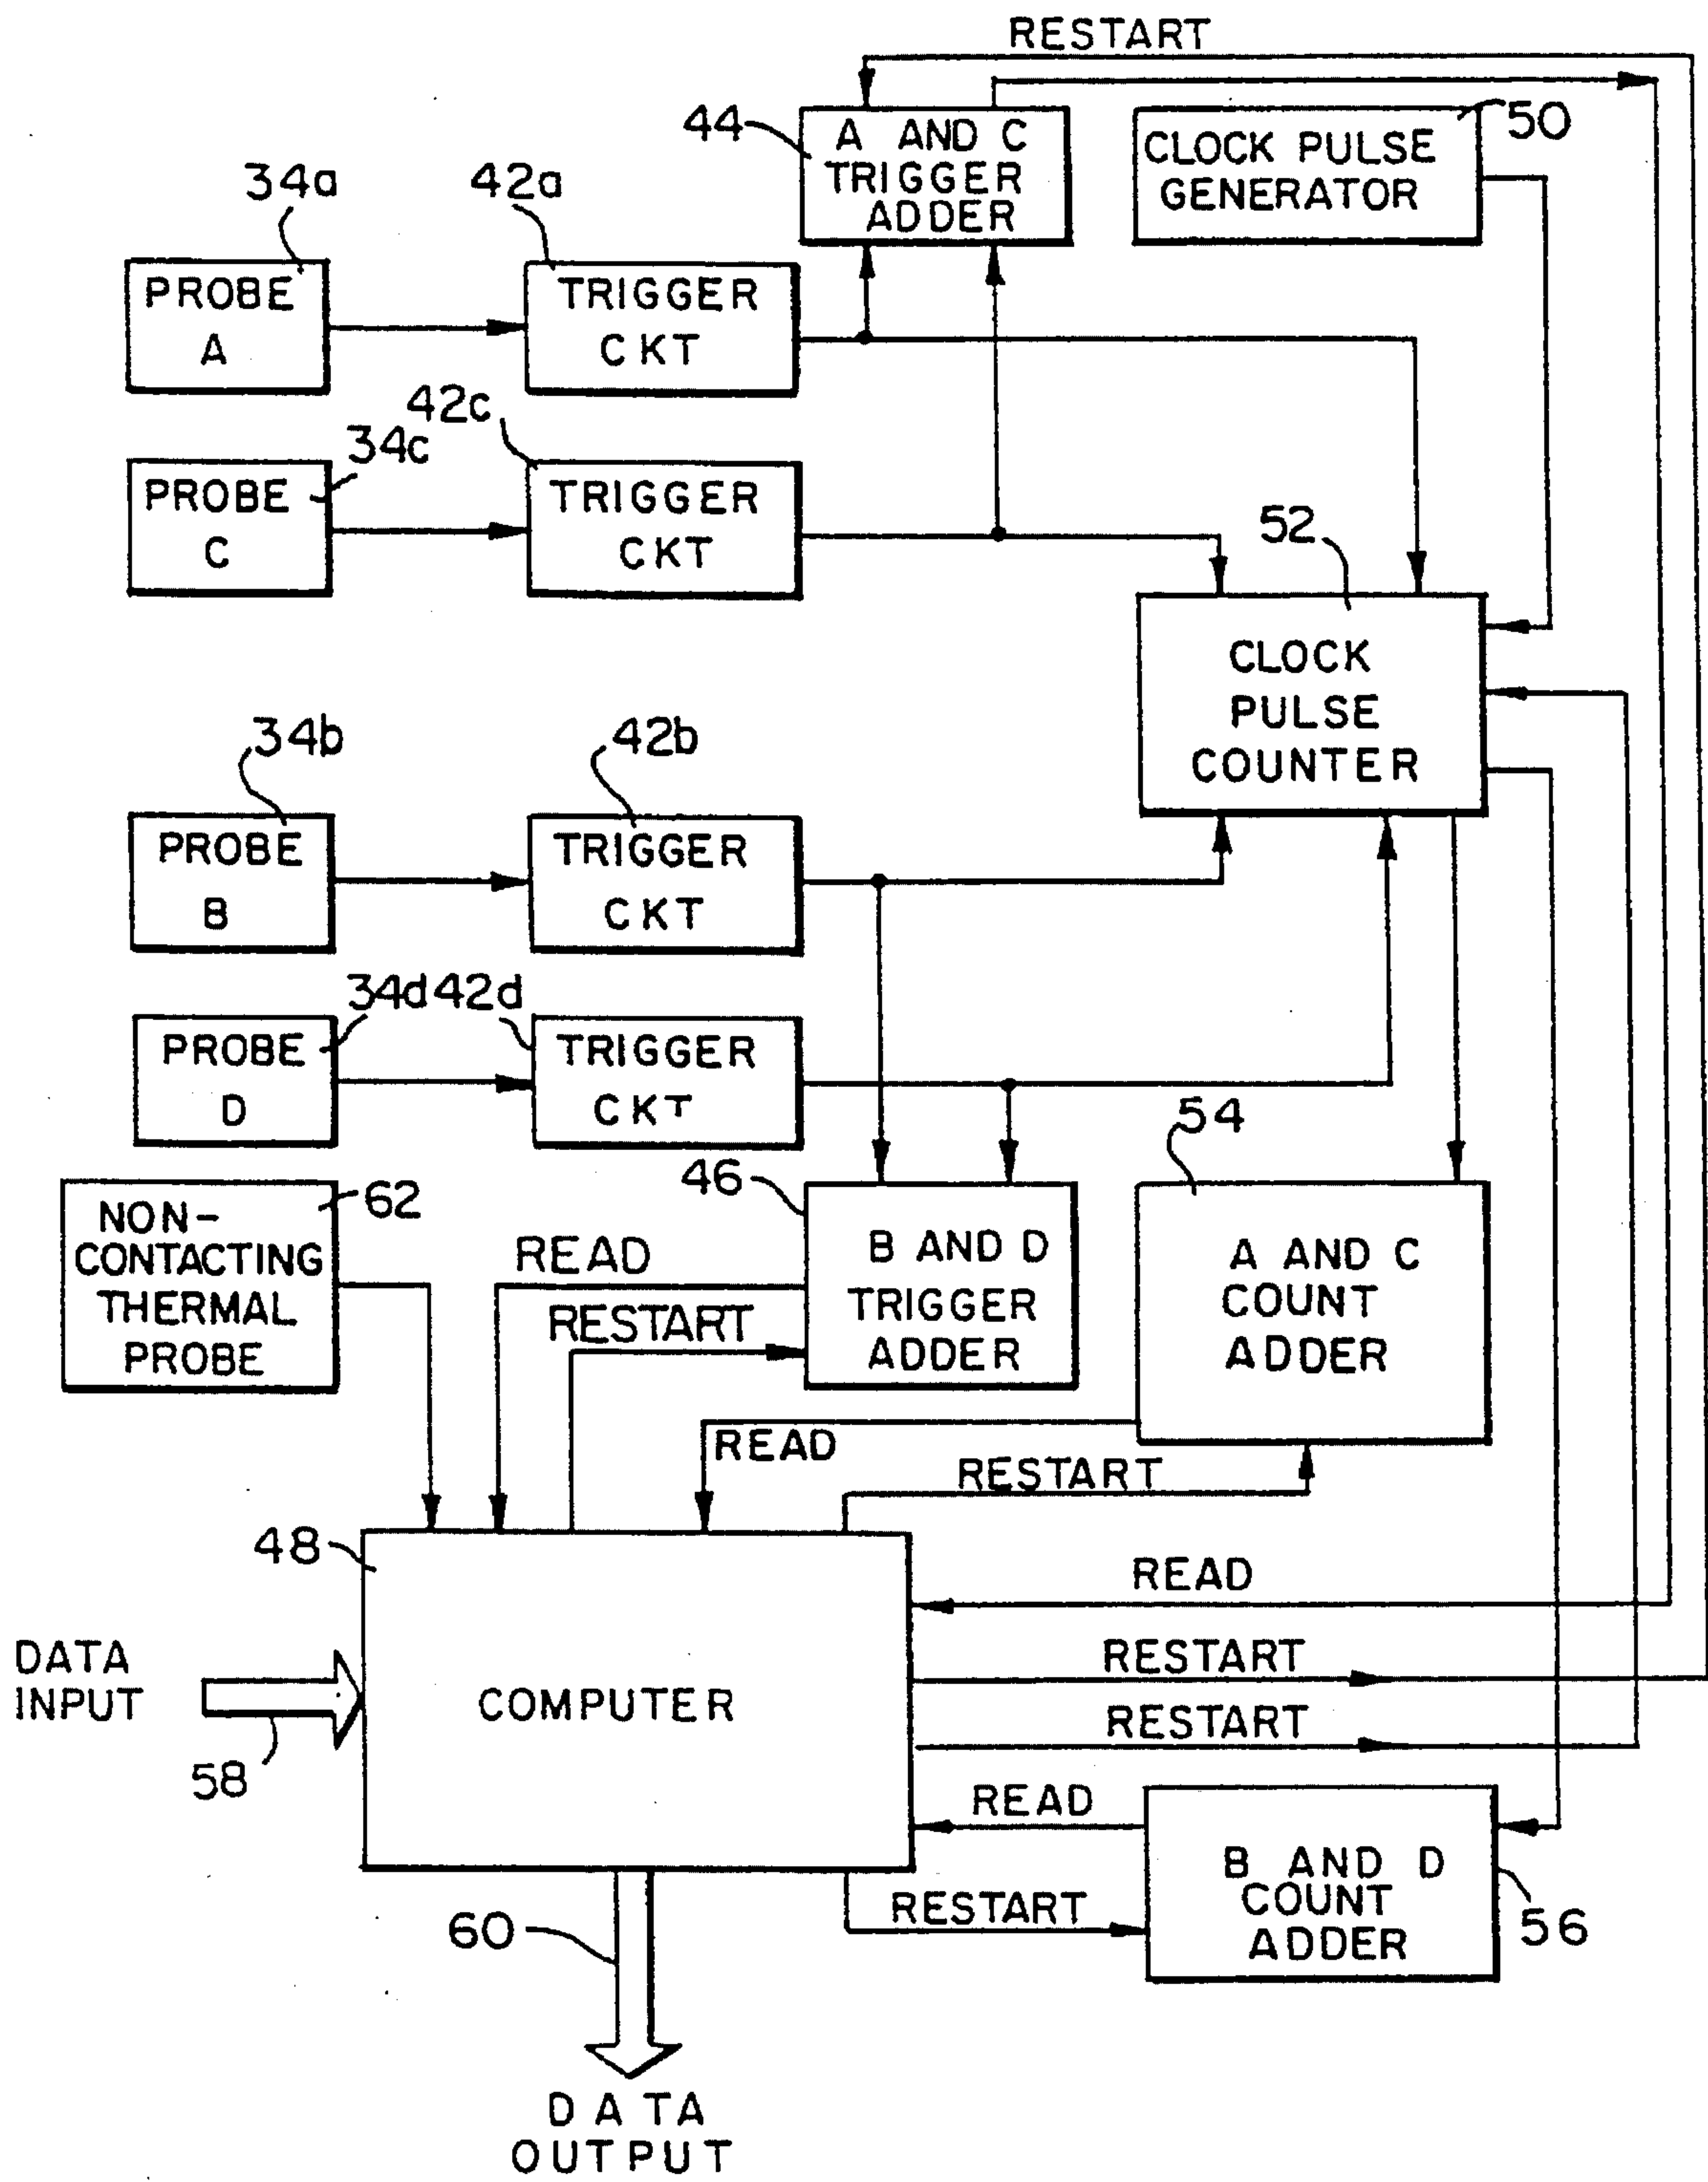 RESTART
44
A AND C
TRIGGER
ADDER
50
CLOCK PULSE
GENERATOR
34a
42a
PROBE
A
TRIGGER
CKT
42c
34c
PROBE
C
TRIGGER
CKT
52
CLOCK
PULSE
COUNTER
34b
42b
PROBE
B
TRIGGER
CKT
34d
42d
PROBE
D
TRIGGER
CKT
54
46
62
NON-
CONTACTING
THERMAL
PROBE
READ
RESTART
B AND D
TRIGGER
ADDER
A AND C
COUNT
ADDER
READ
RESTART
48
COMPUTER
READ
RESTART
RESTART
DATA
INPUT
58
READ
RESTART
B AND D
COUNT
ADDER
56
60
DATA
OUTPUT